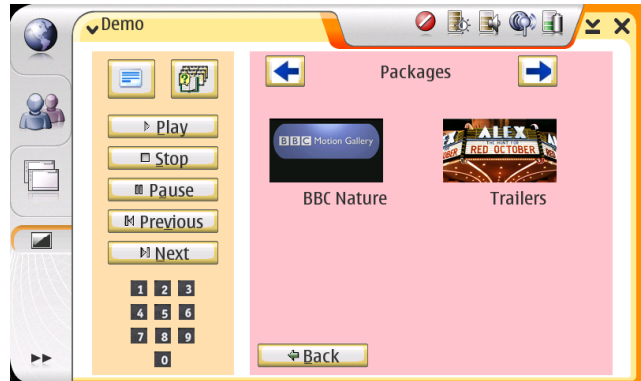 Demo
Packages
Play
Stop
Pause
Previous
Next
1 2 3
4 5 6
7 8 9
0
BBC Motion Gallery
BBC Nature
ALEX
THE HUNT FOR
RED OCTOBER
Trailers
Back